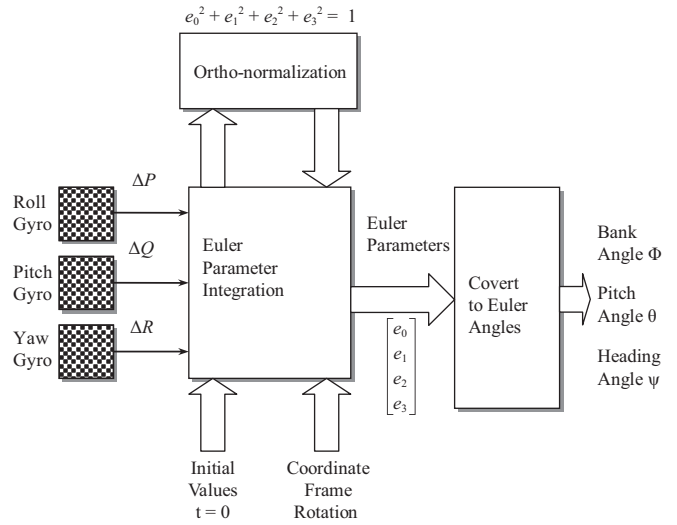 e₀² + e₁² + e₂² + e₃² = 1
Ortho-normalization
Roll
Gyro
ΔP
Pitch
Gyro
ΔQ
Yaw
Gyro
ΔR
Euler
Parameter
Integration
Euler
Parameters
e₀
e₁
e₂
e₃
Covert
to Euler
Angles
Bank
Angle Φ
Pitch
Angle θ
Heading
Angle ψ
Initial
Values
t = 0
Coordinate
Frame
Rotation